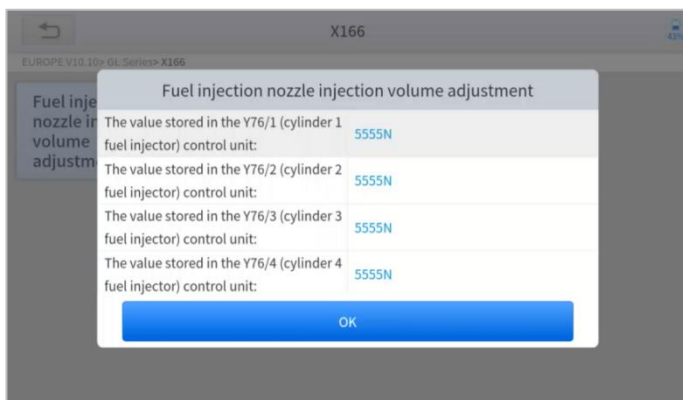 X166
43%
EUROPE V10.10> GL Series> X166
Fuel inje
nozzle in
volume
adjustm
Fuel injection nozzle injection volume adjustment
The value stored in the Y76/1 (cylinder 1
fuel injector) control unit:
5555N
The value stored in the Y76/2 (cylinder 2
fuel injector) control unit:
5555N
The value stored in the Y76/3 (cylinder 3
fuel injector) control unit:
5555N
The value stored in the Y76/4 (cylinder 4
fuel injector) control unit:
5555N
OK